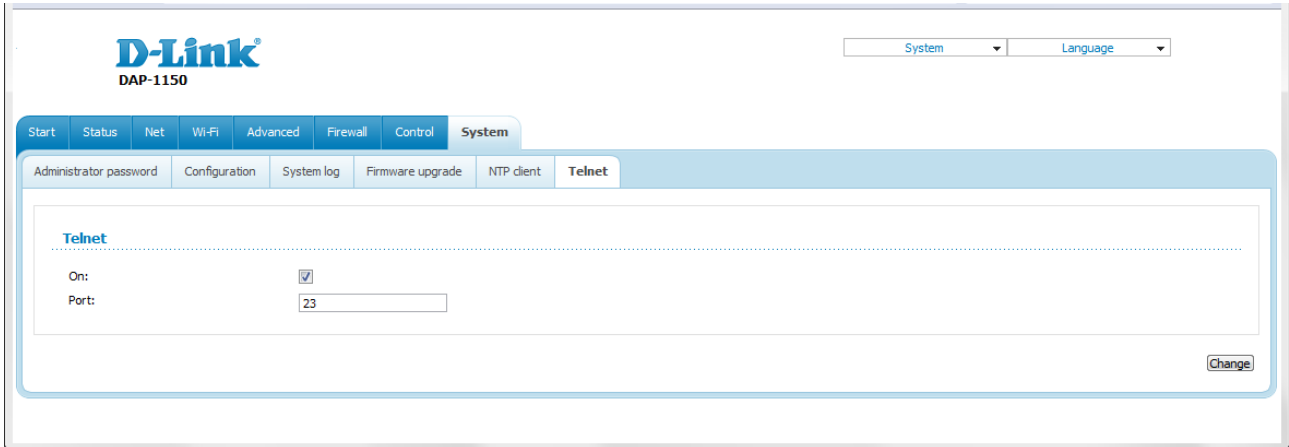 D-Link®
DAP-1150
System Language
Start Status Net Wi-Fi Advanced Firewall Control System
Administrator password Configuration System log Firmware upgrade NTP client Telnet
Telnet
On:
Port: 23
Change